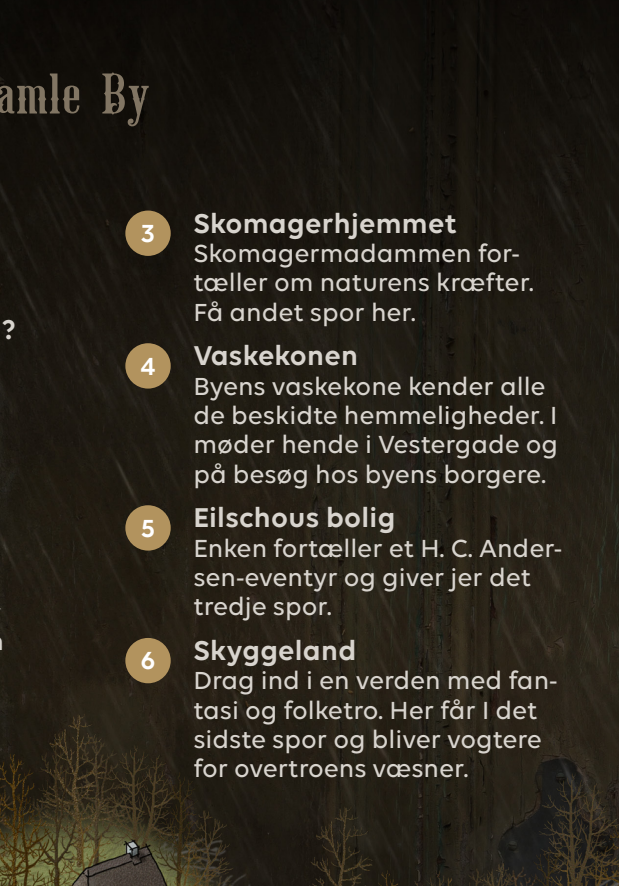 amle By
?
3
Skomagerhjemmet
Skomagermadammen for-
tæller om naturens kræfter.
Få andet spor her.
4
Vaskekonen
Byens vaskekone kender alle
de beskidte hemmeligheder. I
møder hende i Vestergade og
på besøg hos byens borgere.
5
Eilschous bolig
Enken fortæller et H. C. Ander-
sen-eventyr og giver jer det
tredje spor.
6
Skyggeland
Drag ind i en verden med fan-
tasi og folketro. Her får I det
sidste spor og bliver vogtere
for overtroens væsner.